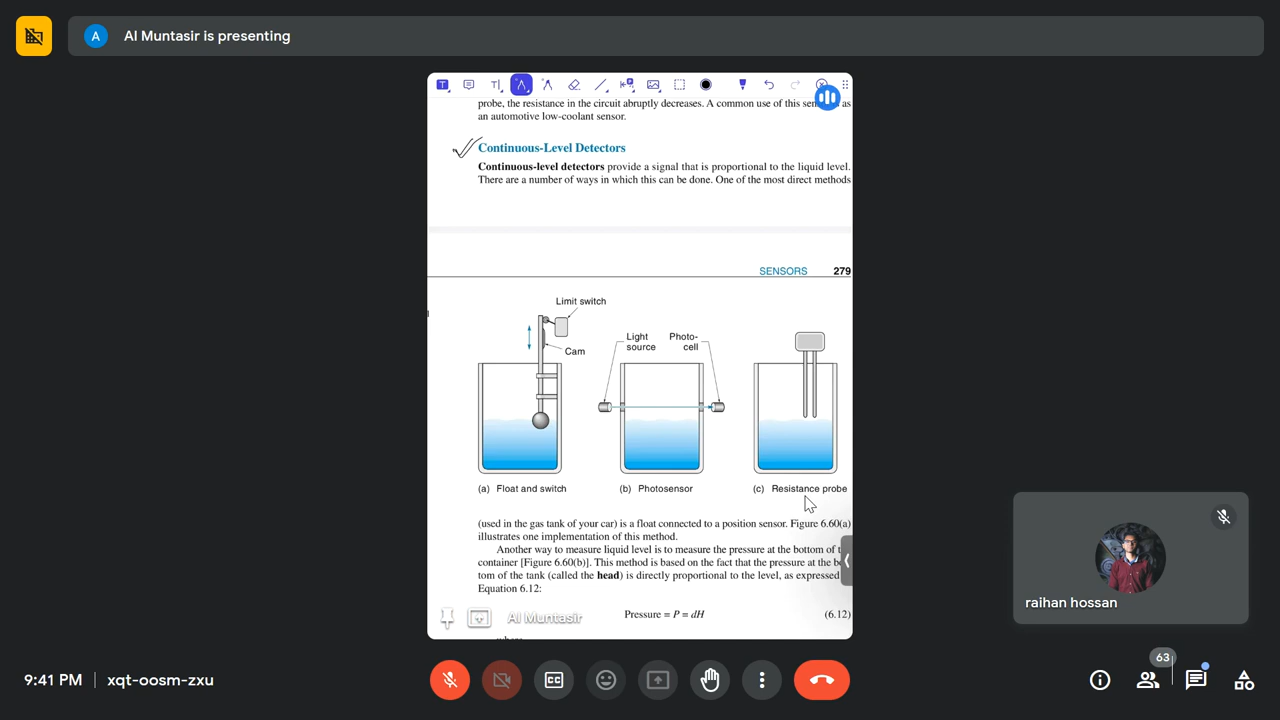 A
Al Muntasir is presenting
T
T
probe, the resistance in the circuit abruptly decreases. A common use of this sen as
an automotive low-coolant sensor.
Continuous-Level Detectors
Continuous-level detectors provide a signal that is proportional to the liquid level.
There are a number of ways in which this can be done. One of the most direct methods
SENSORS 279
Limit switch
Cam
Light
source
Photo-
cell
(a) Float and switch
(b) Photosensor
(c) Resistance probe
(used in the gas tank of your car) is a float connected to a position sensor. Figure 6.60(a)
illustrates one implementation of this method.
Another way to measure liquid level is to measure the pressure at the bottom of
container [Figure 6.60(b)]. This method is based on the fact that the pressure at the
tom of the tank (called the head) is directly proportional to the level, as expressed
Equation 6.12:
Pressure = P = dH (6.12)
Al Muntasir
raihan hossan
9:41 PM | xqt-oosm-zxu
CC
63